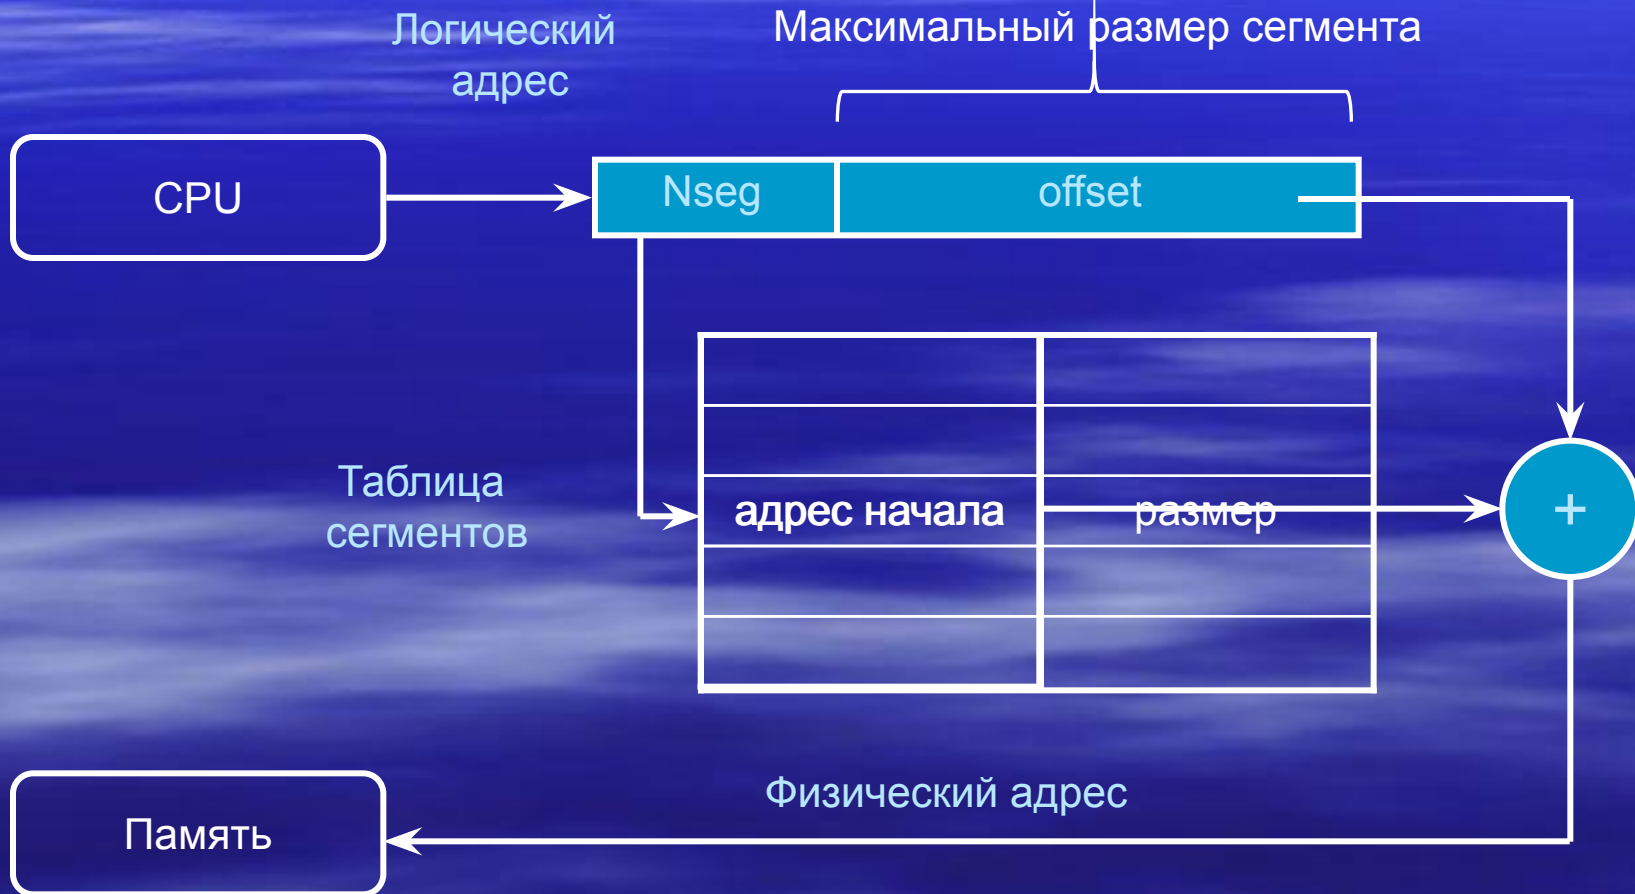 Логический
адрес
Максимальный размер сегмента
CPU
Nseg
offset
Таблица
сегментов
адрес начала
размер
+
Физический адрес
Память